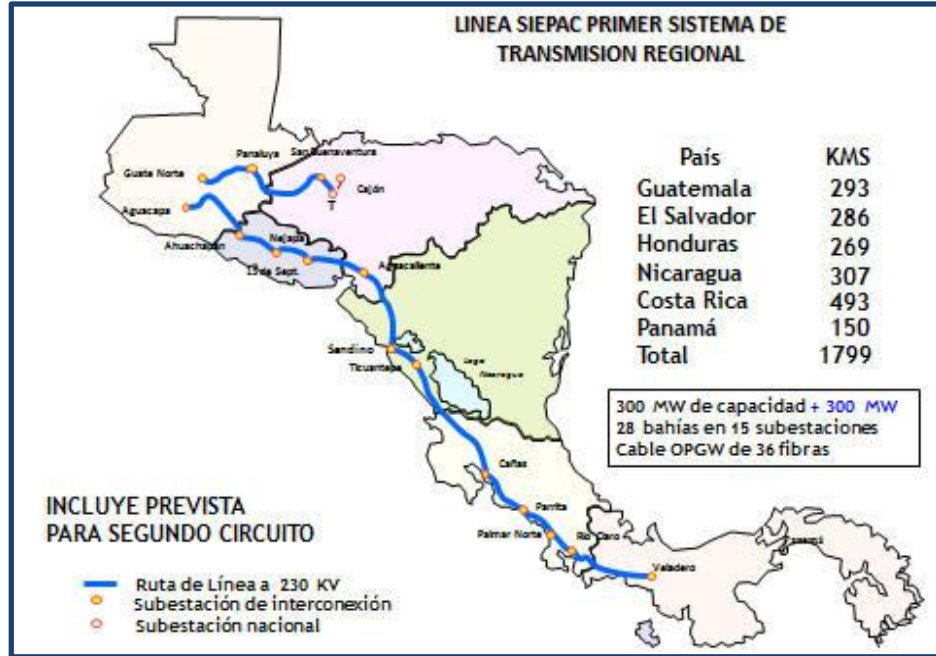 LINEA SIEPAC PRIMER SISTEMA DE
TRANSMISION REGIONAL
País KMS
Guatemala 293
El Salvador 286
Honduras 269
Nicaragua 307
Costa Rica 493
Panamá 150
Total 1799
300 MW de capacidad + 300 MW
28 bahías en 15 subestaciones
Cable OPGW de 36 fibras
San Buenaventura
Panaluya
Guate Norte
Cajón
T
Aguacapa
Ahuachapán
Nejapa
15 de Sept.
Aguacaliente
Sandino
Ticuantepe
Lago
Nicaragua
Cañas
Parrita
Palmar Norte
Río Claro
Veladero
Panamá
INCLUYE PREVISTA
PARA SEGUNDO CIRCUITO
Ruta de Línea a 230 KV
Subestación de interconexión
Subestación nacional